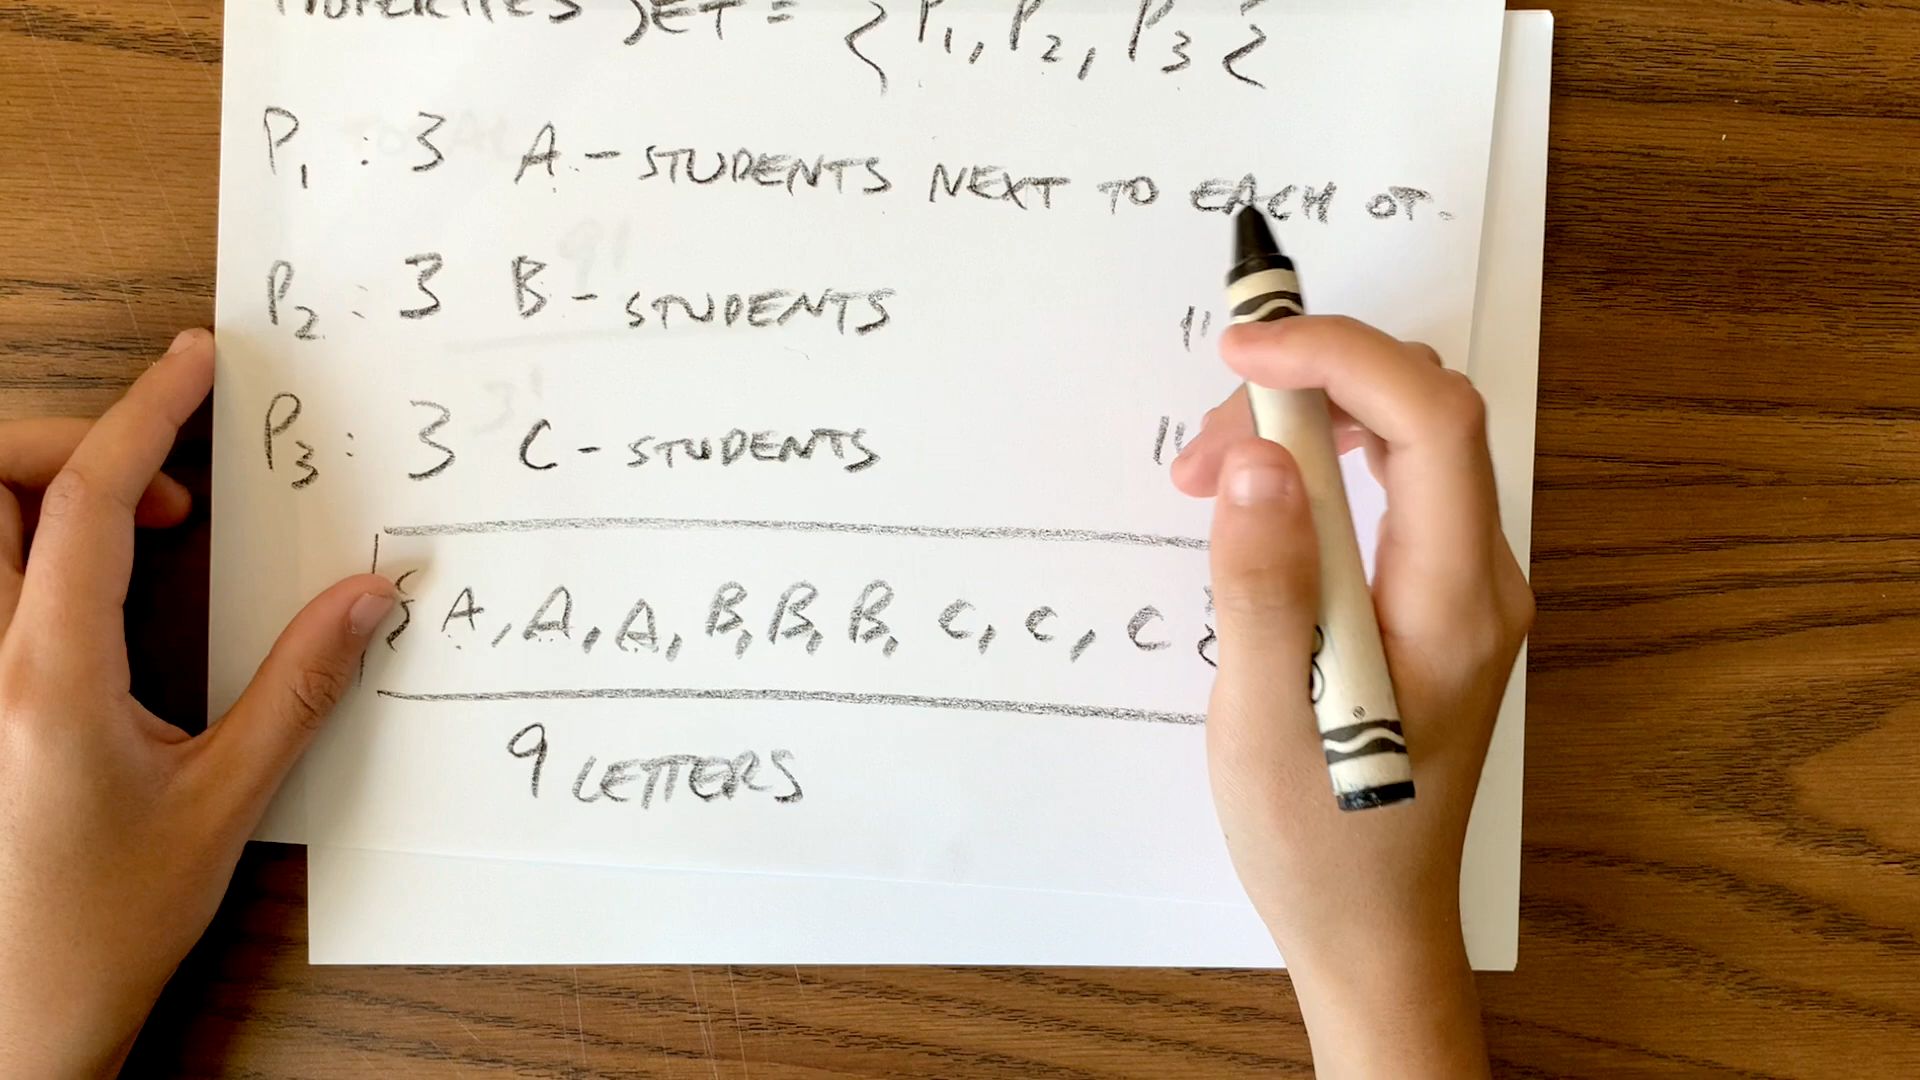 PROPERTIES SET = { P1, P2, P3 }
P1 : 3 A - STUDENTS NEXT TO EACH OT.
P2 : 3 B - STUDENTS "
P3 : 3 C - STUDENTS "
{ A, A, A, B, B, B, C, C, C }
9 LETTERS